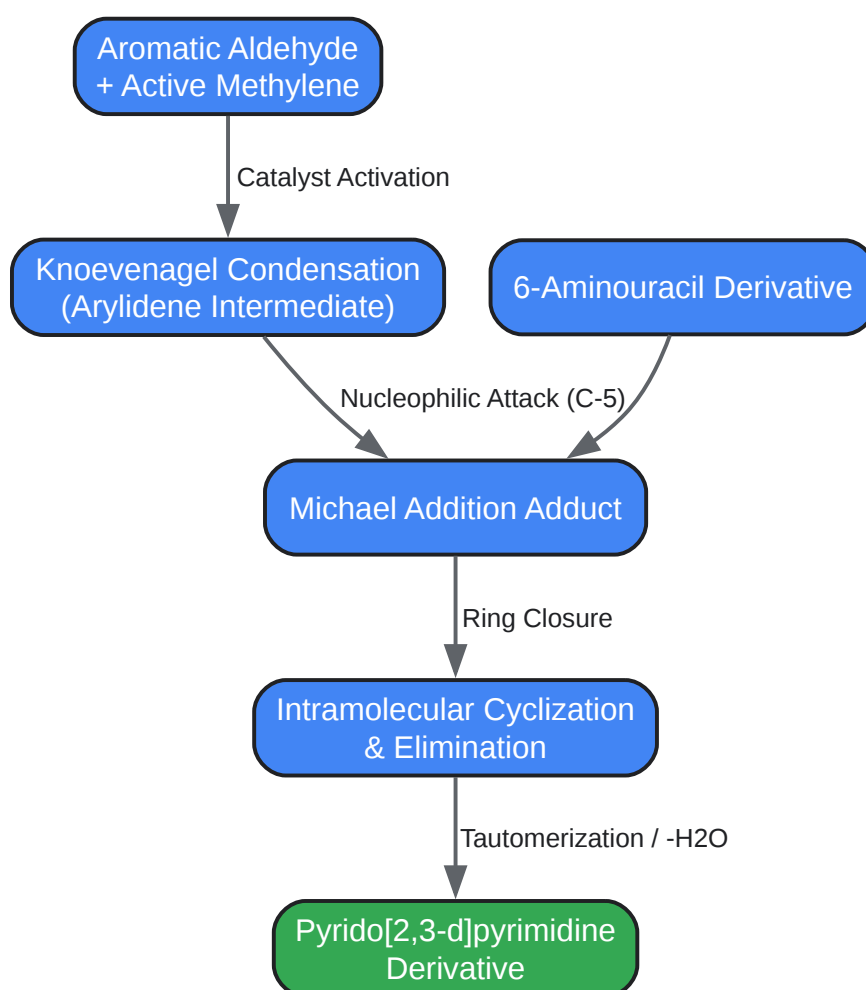 Aromatic Aldehyde
+ Active Methylene
Catalyst Activation
Knoevenagel Condensation
(Arylidene Intermediate)
6-Aminouracil Derivative
Nucleophilic Attack (C-5)
Michael Addition Adduct
Ring Closure
Intramolecular Cyclization
& Elimination
Tautomerization / -H2O
Pyrido[2,3-d]pyrimidine
Derivative